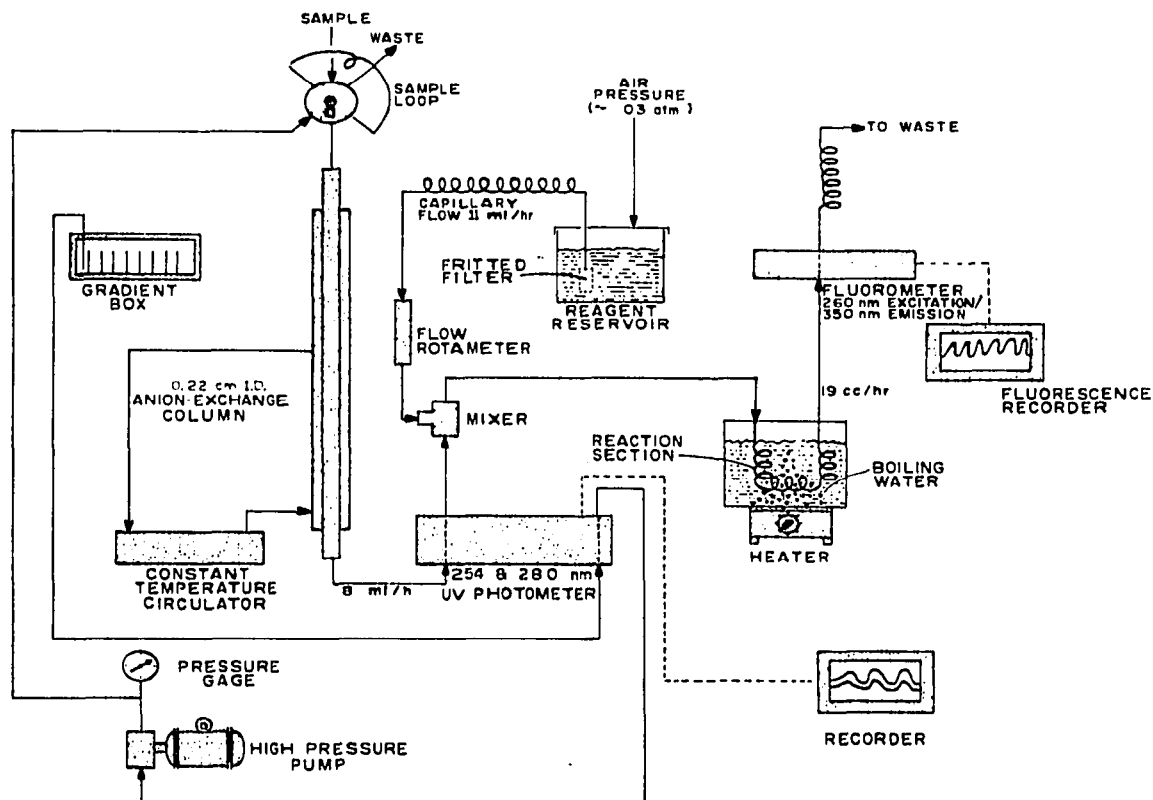 SAMPLE
WASTE
SAMPLE
LOOP
AIR
PRESSURE
(~ 03 atm)
TO WASTE
CAPILLARY
FLOW 11 ml/hr
FRITTED
FILTER
REAGENT
RESERVOIR
GRADIENT
BOX
FLUOROMETER
260 nm EXCITATION/
350 nm EMISSION
FLOW
ROTAMETER
0.22 cm I.D.
ANION-EXCHANGE
COLUMN
MIXER
19 cc/hr
FLUORESCENCE
RECORDER
REACTION
SECTION
BOILING
WATER
HEATER
CONSTANT
TEMPERATURE
CIRCULATOR
8 ml/h
254 & 280 nm
UV PHOTOMETER
PRESSURE
GAGE
HIGH PRESSURE
PUMP
RECORDER